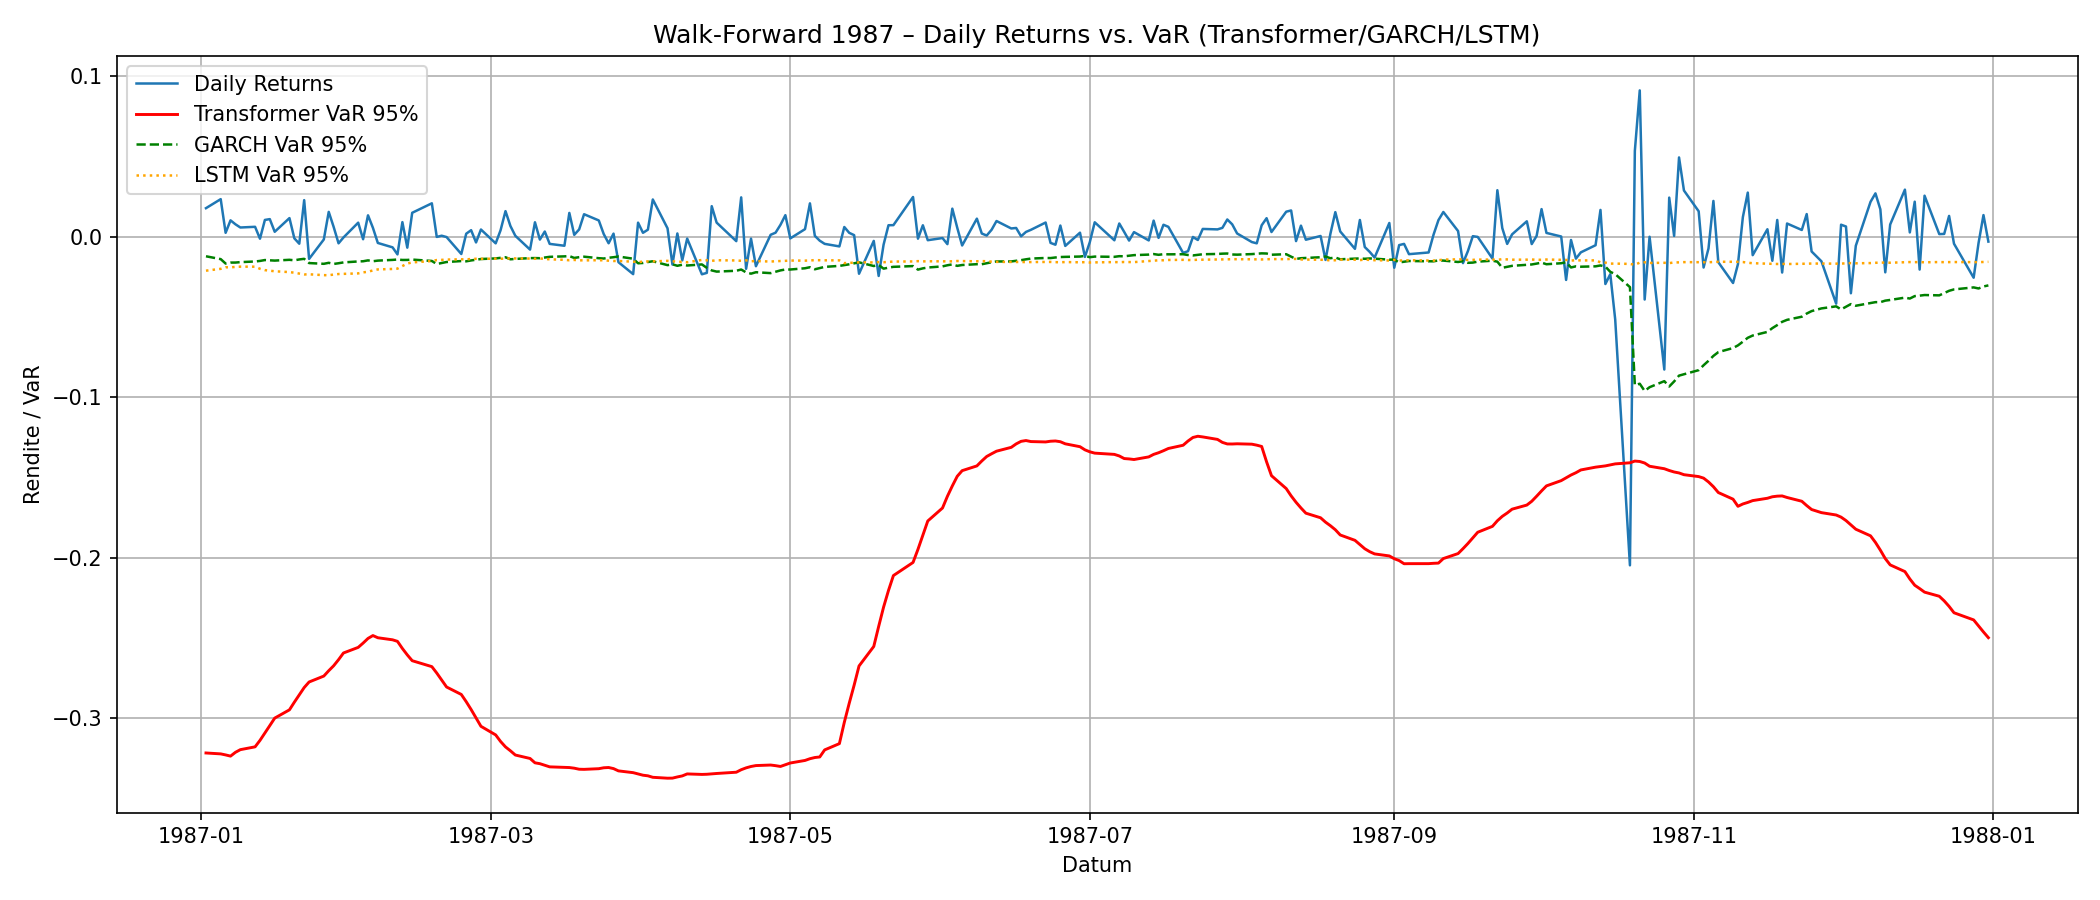 Walk-Forward 1987 – Daily Returns vs. VaR (Transformer/GARCH/LSTM)
Daily Returns
Transformer VaR 95%
GARCH VaR 95%
LSTM VaR 95%
Rendite / VaR
0.1
0.0
−0.1
−0.2
−0.3
1987-01
1987-03
1987-05
1987-07
1987-09
1987-11
1988-01
Datum